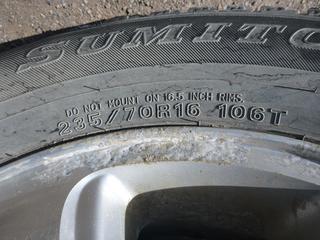 SUMITO
DO NOT MOUNT ON 16.5 INCH RIMS.
235/70R16 106T